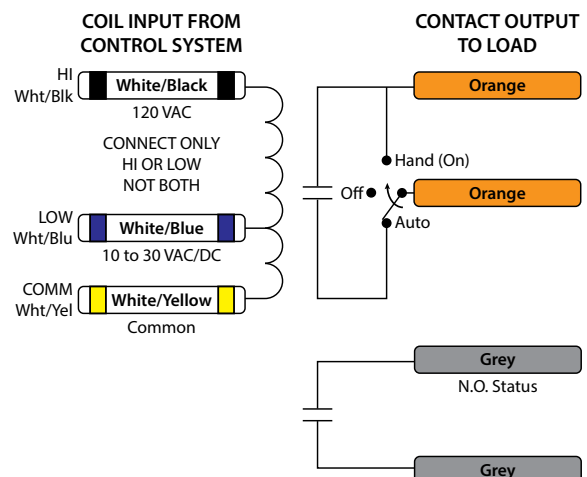 COIL INPUT FROM
CONTROL SYSTEM
CONTACT OUTPUT
TO LOAD
HI
Wht/Blk
White/Black
120 VAC
CONNECT ONLY
HI OR LOW
NOT BOTH
LOW
Wht/Blu
White/Blue
10 to 30 VAC/DC
COMM
Wht/Yel
White/Yellow
Common
Orange
Hand (On)
Off
Orange
Auto
Grey
N.O. Status
Grey